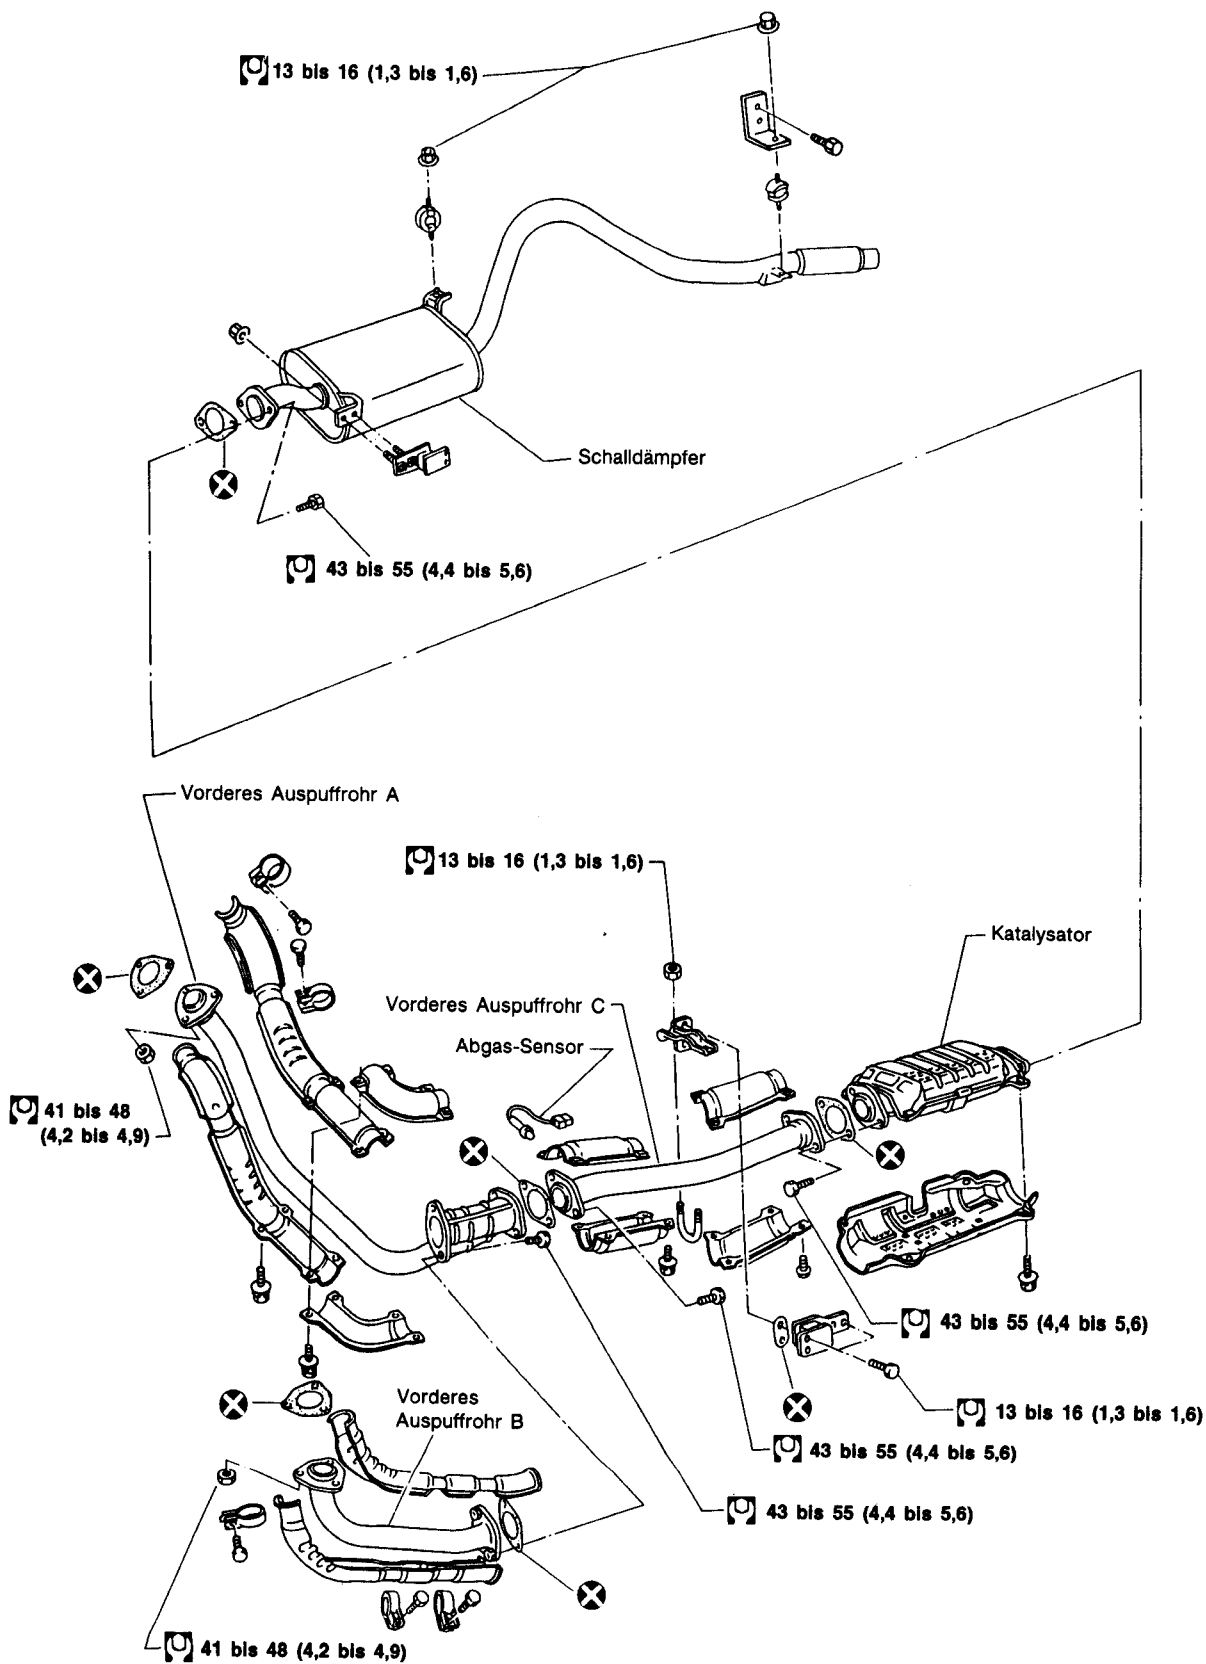 13 bis 16 (1,3 bis 1,6)
Schalldämpfer
43 bis 55 (4,4 bis 5,6)
Vorderes Auspuffrohr A
13 bis 16 (1,3 bis 1,6)
Katalysator
Vorderes Auspuffrohr C
Abgas-Sensor
41 bis 48
(4,2 bis 4,9)
43 bis 55 (4,4 bis 5,6)
Vorderes
Auspuffrohr B
13 bis 16 (1,3 bis 1,6)
43 bis 55 (4,4 bis 5,6)
43 bis 55 (4,4 bis 5,6)
41 bis 48 (4,2 bis 4,9)